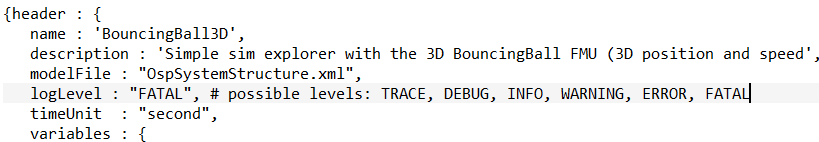 {header : {
   name : 'BouncingBall3D',
   description : 'Simple sim explorer with the 3D BouncingBall FMU (3D position and speed',
   modelFile : "OspSystemStructure.xml",
   logLevel : "FATAL", # possible levels: TRACE, DEBUG, INFO, WARNING, ERROR, FATAL
   timeUnit  : "second",
   variables : {